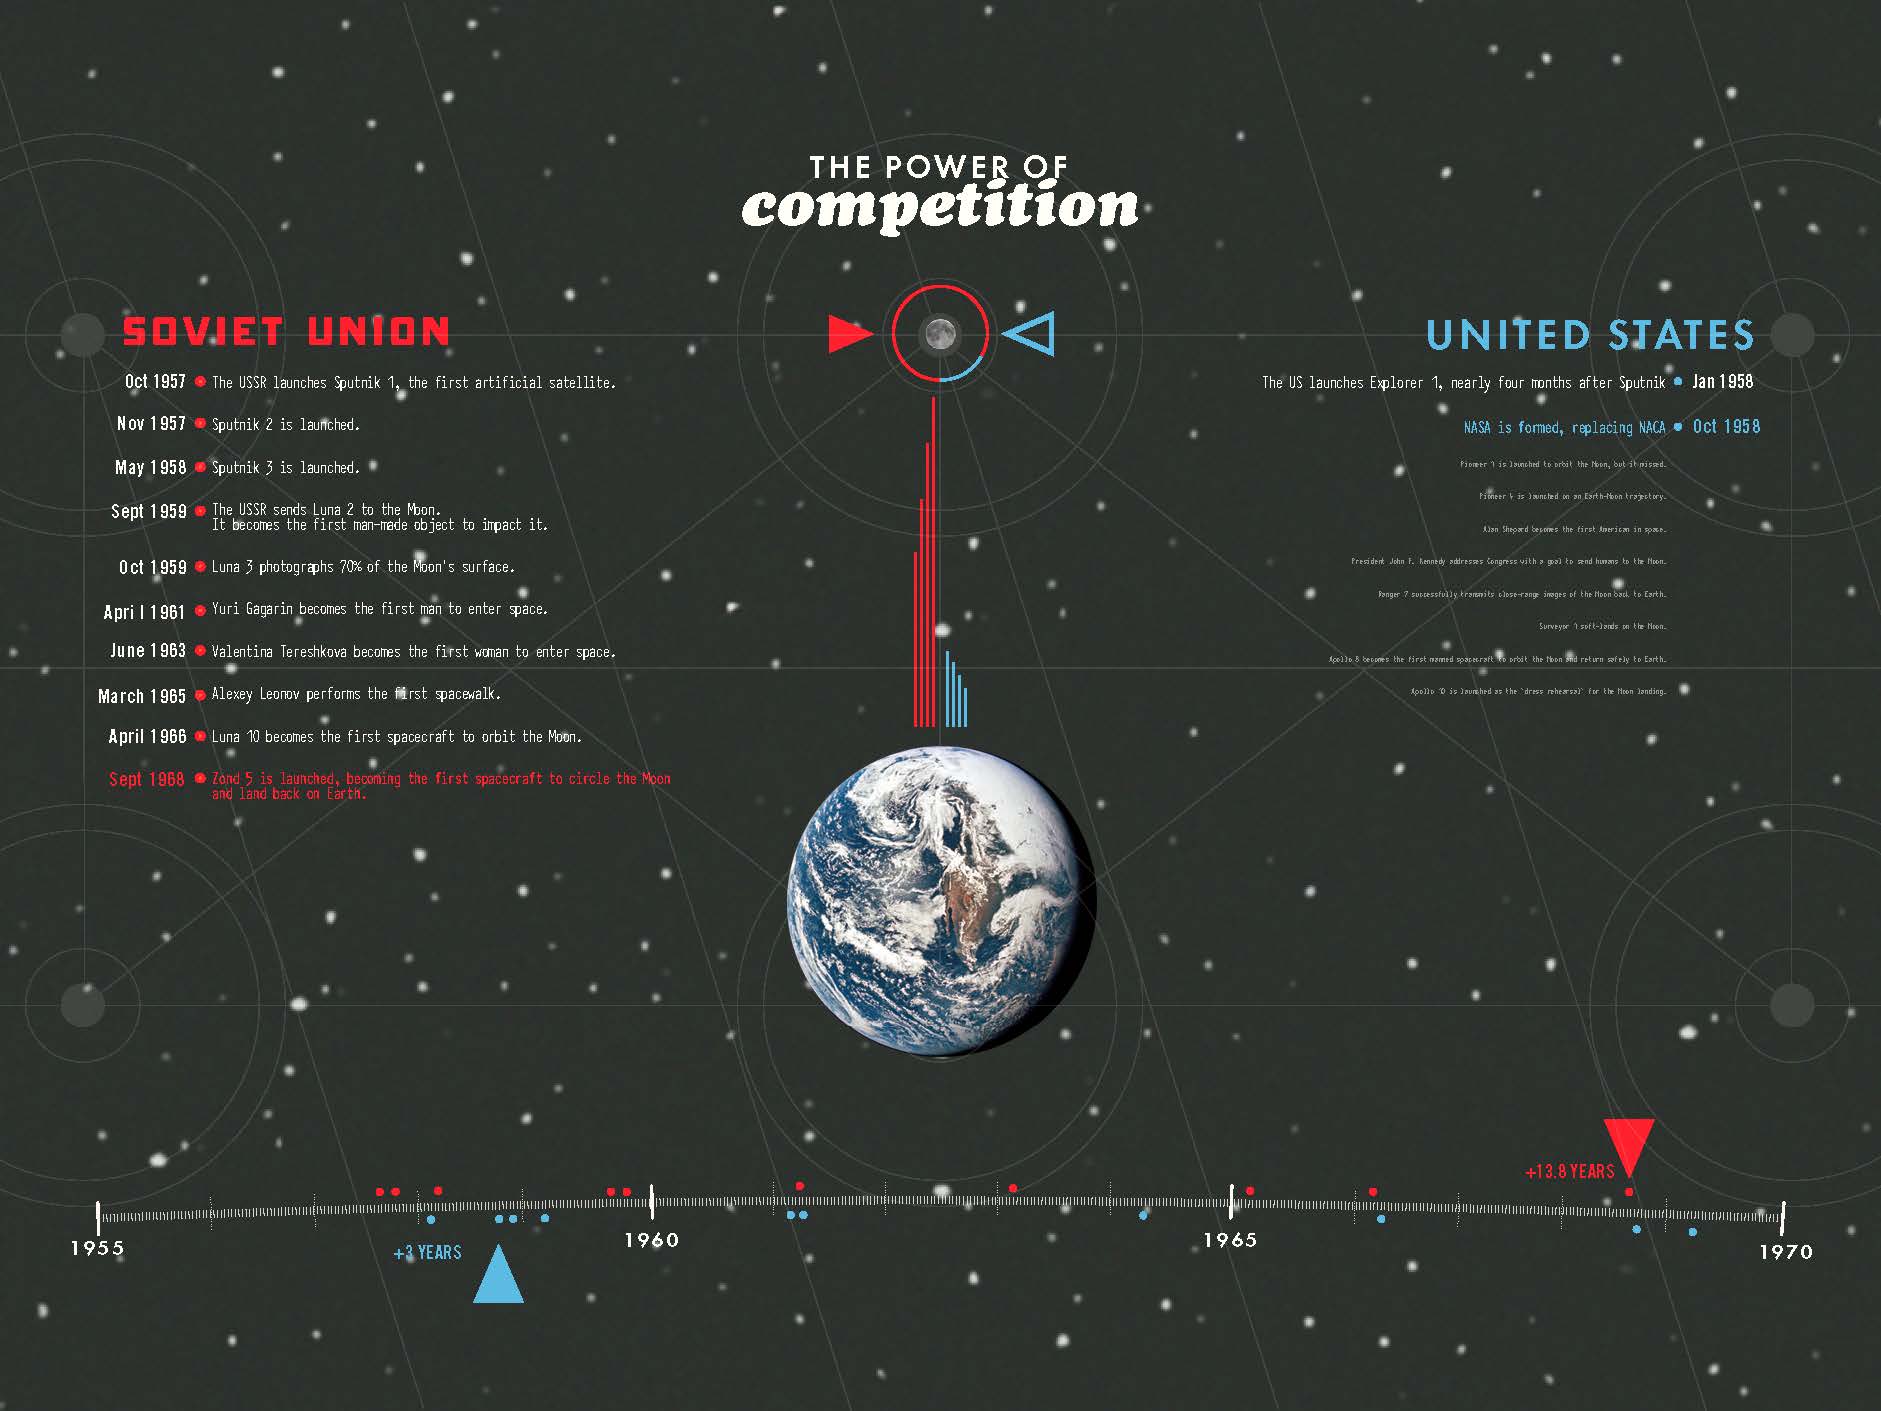 THE POWER OF
competition
SOVIET UNION
Oct 1957 The USSR launches Sputnik 1, the first artificial satellite.
Nov 1957 Sputnik 2 is launched.
May 1958 Sputnik 3 is launched.
Sept 1959 The USSR sends Luna 2 to the Moon.
It becomes the first man-made object to impact it.
Oct 1959 Luna 3 photographs 70% of the Moon's surface.
April 1961 Yuri Gagarin becomes the first man to enter space.
June 1963 Valentina Tereshkova becomes the first woman to enter space.
March 1965 Alexey Leonov performs the first spacewalk.
April 1966 Luna 10 becomes the first spacecraft to orbit the Moon.
Sept 1968 Zond 5 is launched, becoming the first spacecraft to circle the Moon
and land back on Earth.
UNITED STATES
The US launches Explorer 1, nearly four months after Sputnik Jan 1958
NASA is formed, replacing NACA Oct 1958
Pioneer 1 is launched to orbit the Moon, but it missed.
Pioneer 4 is launched on an Earth-Moon trajectory.
Alan Shepard becomes the first American in space.
President John F. Kennedy addresses Congress with a goal to send humans to the Moon.
Ranger 7 successfully transmits close-range images of the Moon back to Earth.
Surveyor 1 soft-lands on the Moon.
Apollo 8 becomes the first manned spacecraft to orbit the Moon and return safely to Earth.
Apollo 10 is launched as the "dress rehearsal" for the Moon landing.
+13.8 YEARS
1955
1960
1965
1970
+3 YEARS